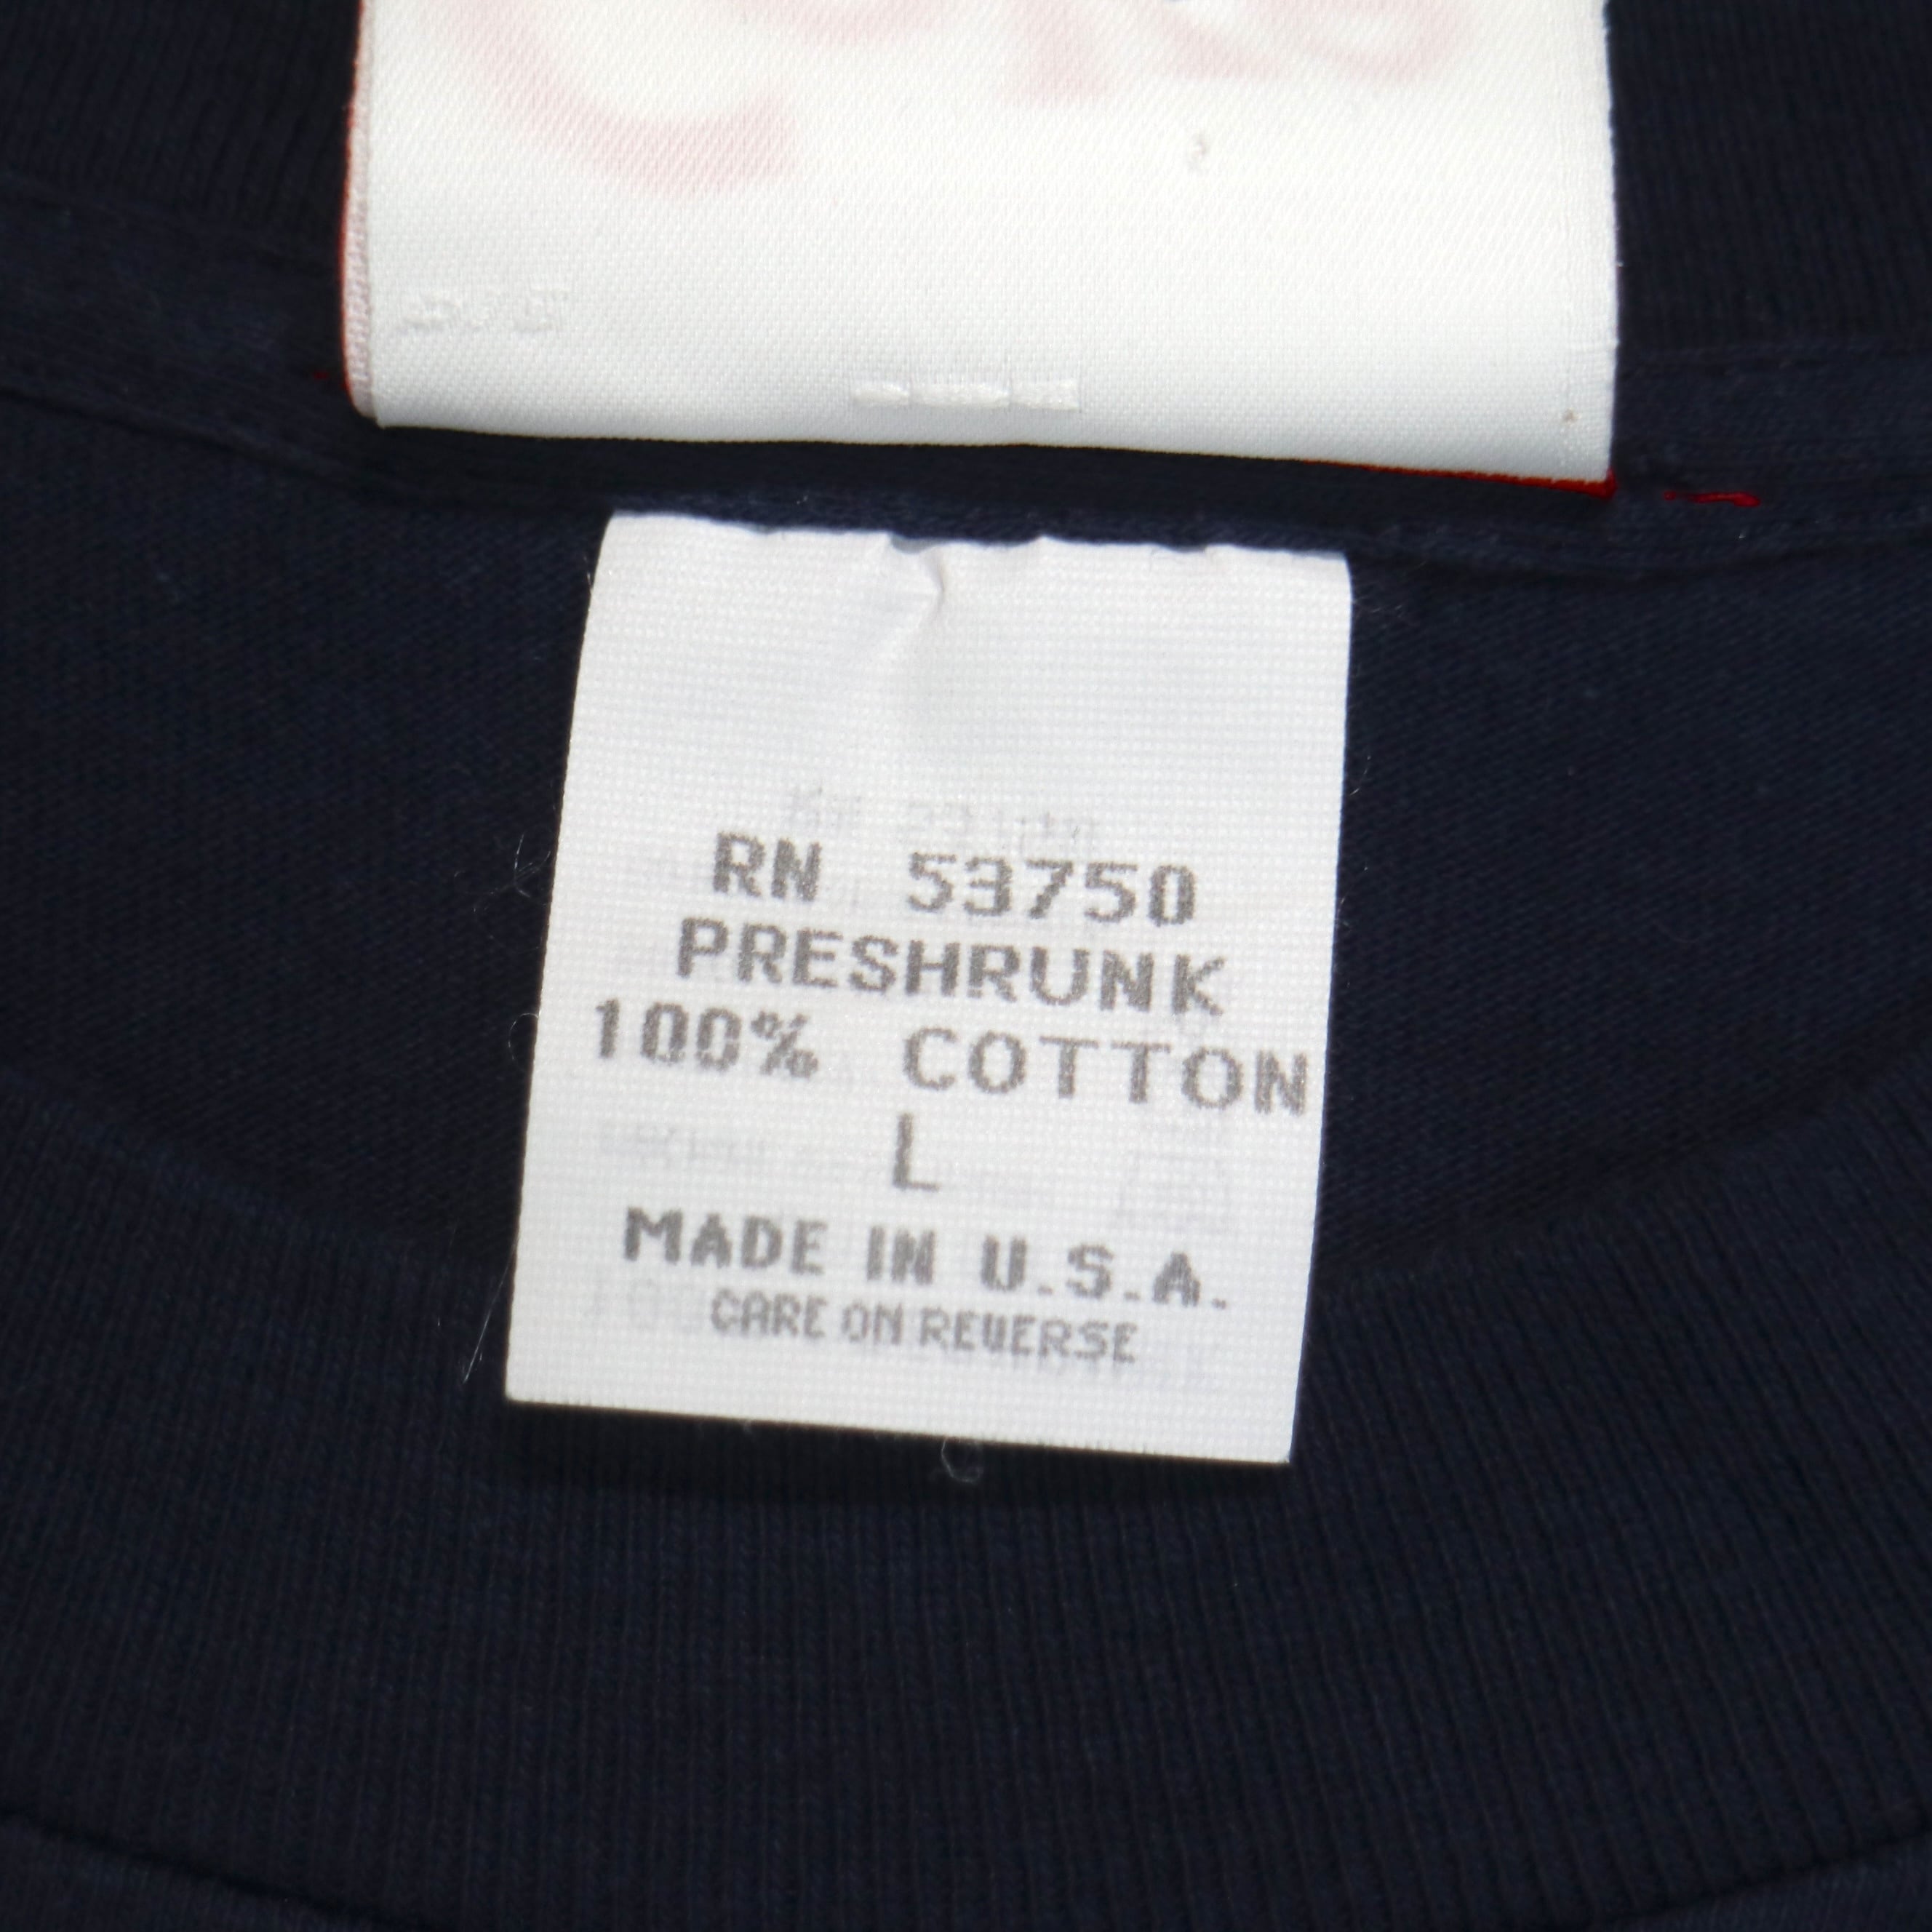 RN 53750
PRESHRUNK
100% COTTON
L
MADE IN U.S.A.
CARE ON REVERSE